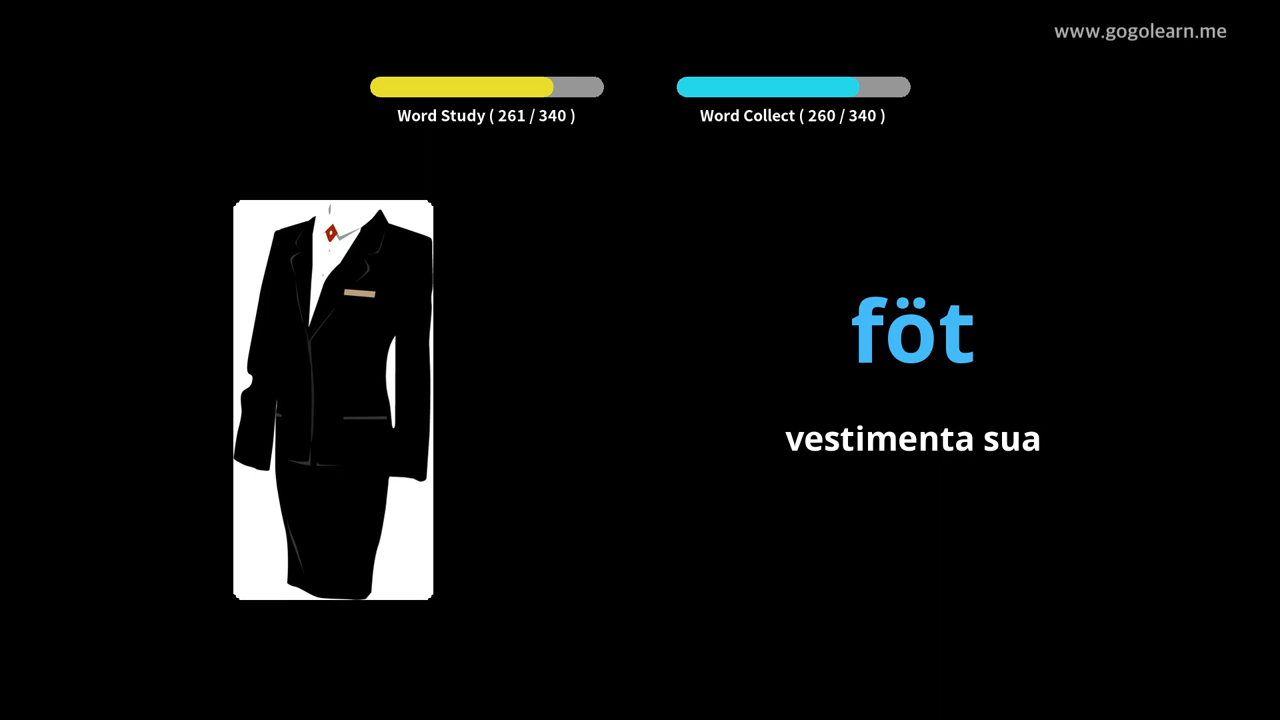 www.gogolearn.me
Word Study ( 261 / 340 )
Word Collect ( 260 / 340 )
föt
vestimenta sua